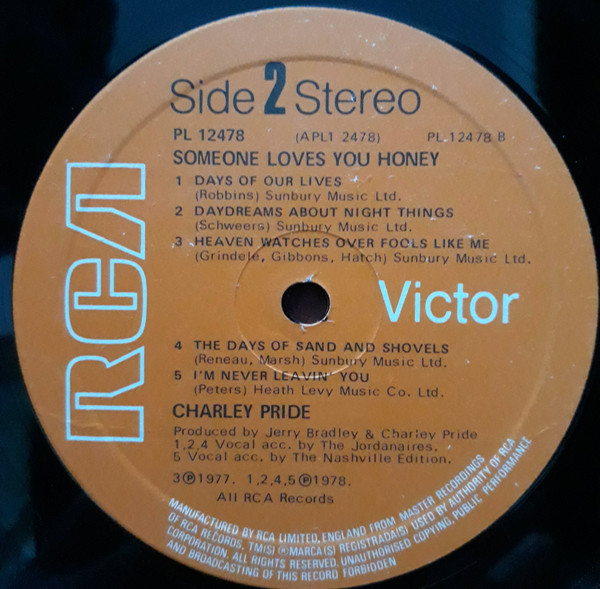 Side 2 Stereo
PL 12478 (APL1 2478) PL 12478 B
SOMEONE LOVES YOU HONEY
1 DAYS OF OUR LIVES
(Robbins) Sunbury Music Ltd.
2 DAYDREAMS ABOUT NIGHT THINGS
(Schweers) Sunbury Music Ltd.
3 HEAVEN WATCHES OVER FOOLS LIKE ME
(Grindele, Gibbons, Hatch) Sunbury Music Ltd.
RCA
Victor
4 THE DAYS OF SAND AND SHOVELS
(Reneau, Marsh) Sunbury Music Ltd.
5 I'M NEVER LEAVIN' YOU
(Peters) Heath Levy Music Co. Ltd.
CHARLEY PRIDE
Produced by Jerry Bradley & Charley Pride
1,2,4 Vocal acc. by The Jordanaires.
5 Vocal acc. by The Nashville Edition.
3 ℗ 1977. 1,2,4,5 ℗ 1978.
All RCA Records
MANUFACTURED BY RCA LIMITED, ENGLAND FROM MASTER RECORDINGS
OF RCA RECORDS, TM(S) ® MARCA(S) REGISTRADA(S) USED BY AUTHORITY OF RCA
CORPORATION. ALL RIGHTS RESERVED. UNAUTHORISED COPYING, PUBLIC PERFORMANCE
AND BROADCASTING OF THIS RECORD FORBIDDEN